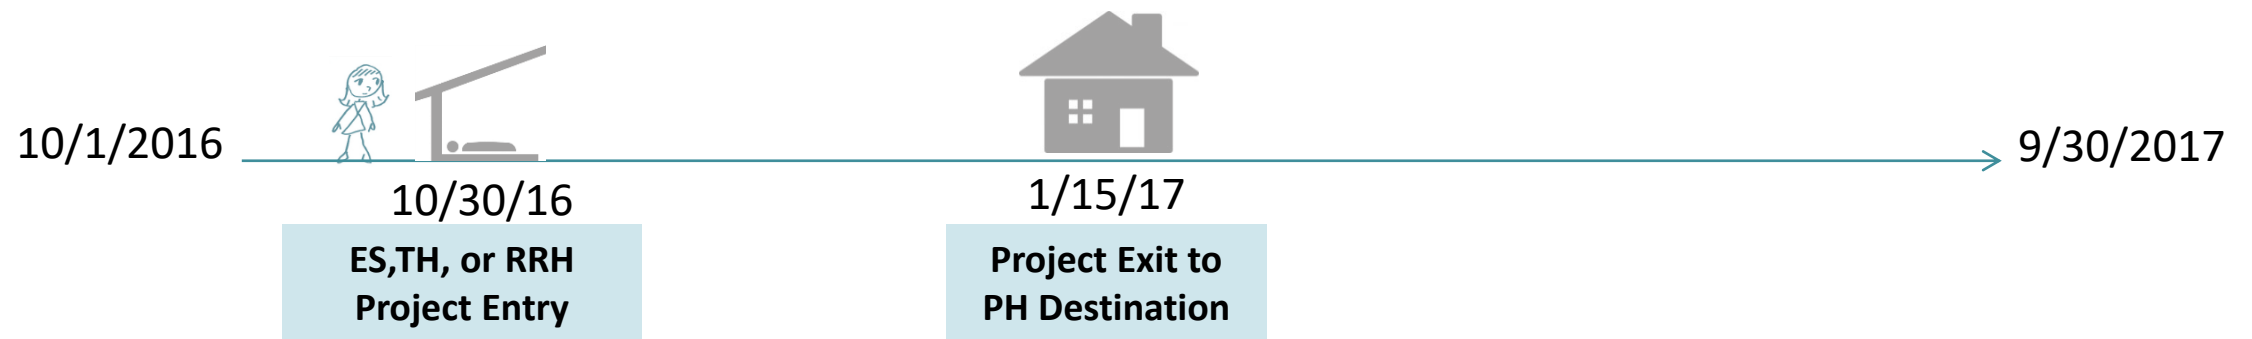 10/1/2016
10/30/16
ES,TH, or RRH
Project Entry
1/15/17
Project Exit to
PH Destination
9/30/2017